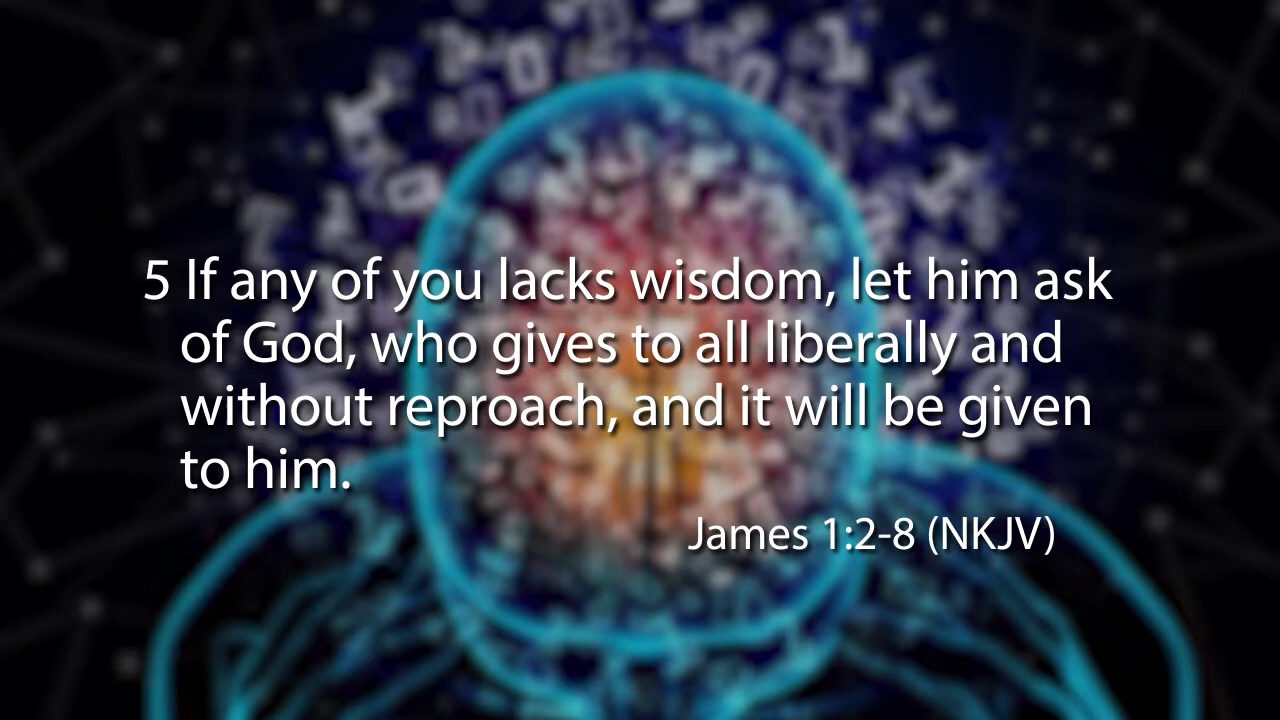 5 If any of you lacks wisdom, let him ask
of God, who gives to all liberally and
without reproach, and it will be given
to him.
James 1:2-8 (NKJV)